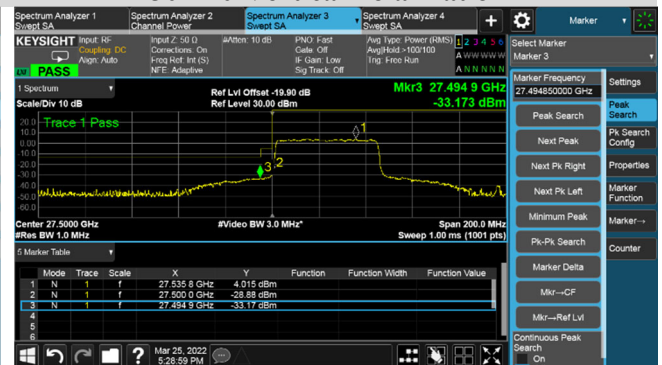 Spectrum Analyzer 1
Swept SA
Spectrum Analyzer 2
Channel Power
Spectrum Analyzer 3
Swept SA
Spectrum Analyzer 4
Swept SA
+
Marker
KEYSIGHT
Input: RF
Coupling: DC
Align: Auto
Input Z: 50 Ω
Corrections: On
Freq Ref: Int (S)
NFE: Adaptive
#Atten: 10 dB
PNO: Fast
Gate: Off
IF Gain: Low
Sig Track: Off
Avg Type: Power (RMS)
Avg|Hold:>100/100
Trig: Free Run
1 2 3 4 5 6
A W W W W W
A N N N N N
PASS
Select Marker
Marker 3
1 Spectrum
Scale/Div 10 dB
Ref Lvl Offset -19.90 dB
Ref Level 30.00 dBm
Mkr3 27.494 9 GHz
-33.173 dBm
Marker Frequency
27.494850000 GHz
Settings
Peak Search
Next Peak
Next Pk Right
Next Pk Left
Minimum Peak
Pk-Pk Search
Marker Delta
Mkr→CF
Mkr→Ref Lvl
Continuous Peak
Search
On
Peak
Search
Pk Search
Config
Properties
Marker
Function
Marker→
Counter
Trace 1 Pass
20.0
10.0
0.00
-10.0
-20.0
-30.0
-40.0
-50.0
-60.0
1
2
3
Center 27.5000 GHz
#Res BW 1.0 MHz
#Video BW 3.0 MHz*
Span 200.0 MHz
Sweep 1.00 ms (1001 pts)
5 Marker Table
Mode Trace Scale X Y Function Function Width Function Value
1 N 1 f 27.535 8 GHz 4.015 dBm
2 N 1 f 27.500 0 GHz -28.88 dBm
3 N 1 f 27.494 9 GHz -33.17 dBm
4
5
6
?
Mar 25, 2022
5:28:59 PM